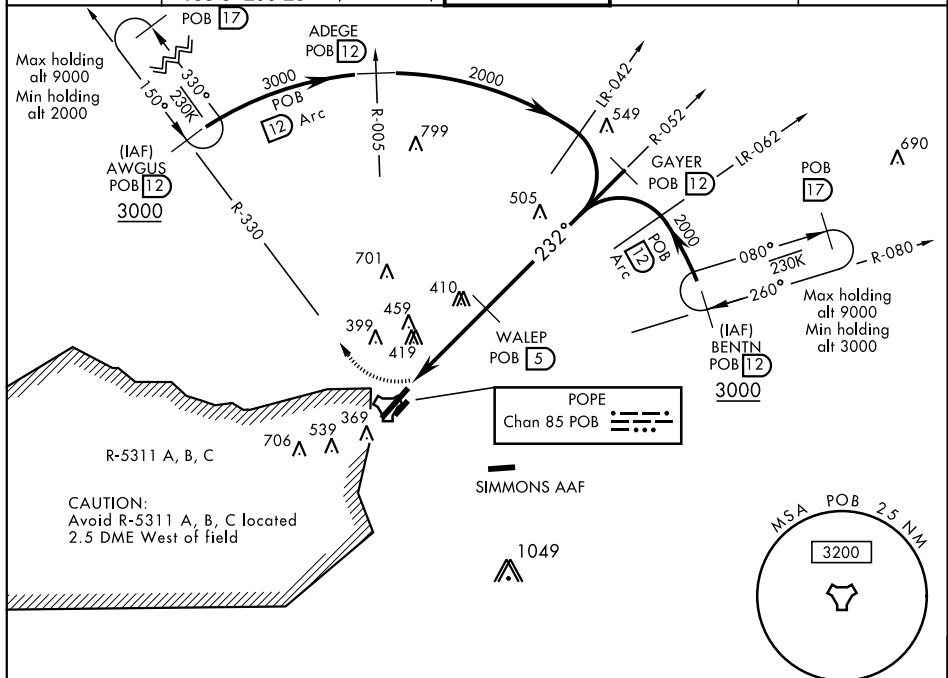 POB 17
Max holding
alt 9000
Min holding
alt 2000
150°
330°
230K
(IAF)
AWGUS
POB 12
3000
R-330
3000
POB
12 Arc
ADEGE
POB 12
R-005
799
2000
LR-042
549
R-052
GAYER
POB 12
LR-062
690
POB
17
505
232°
2000
POB
12
Arc
080°
230K
260°
R-080
Max holding
alt 9000
Min holding
alt 3000
(IAF)
BENTN
POB 12
3000
701
410
459
399
419
WALEP
POB 5
POPE
Chan 85 POB
369
706
539
R-5311 A, B, C
CAUTION:
Avoid R-5311 A, B, C located
2.5 DME West of field
SIMMONS AAF
1049
MSA POB 25 NM
3200